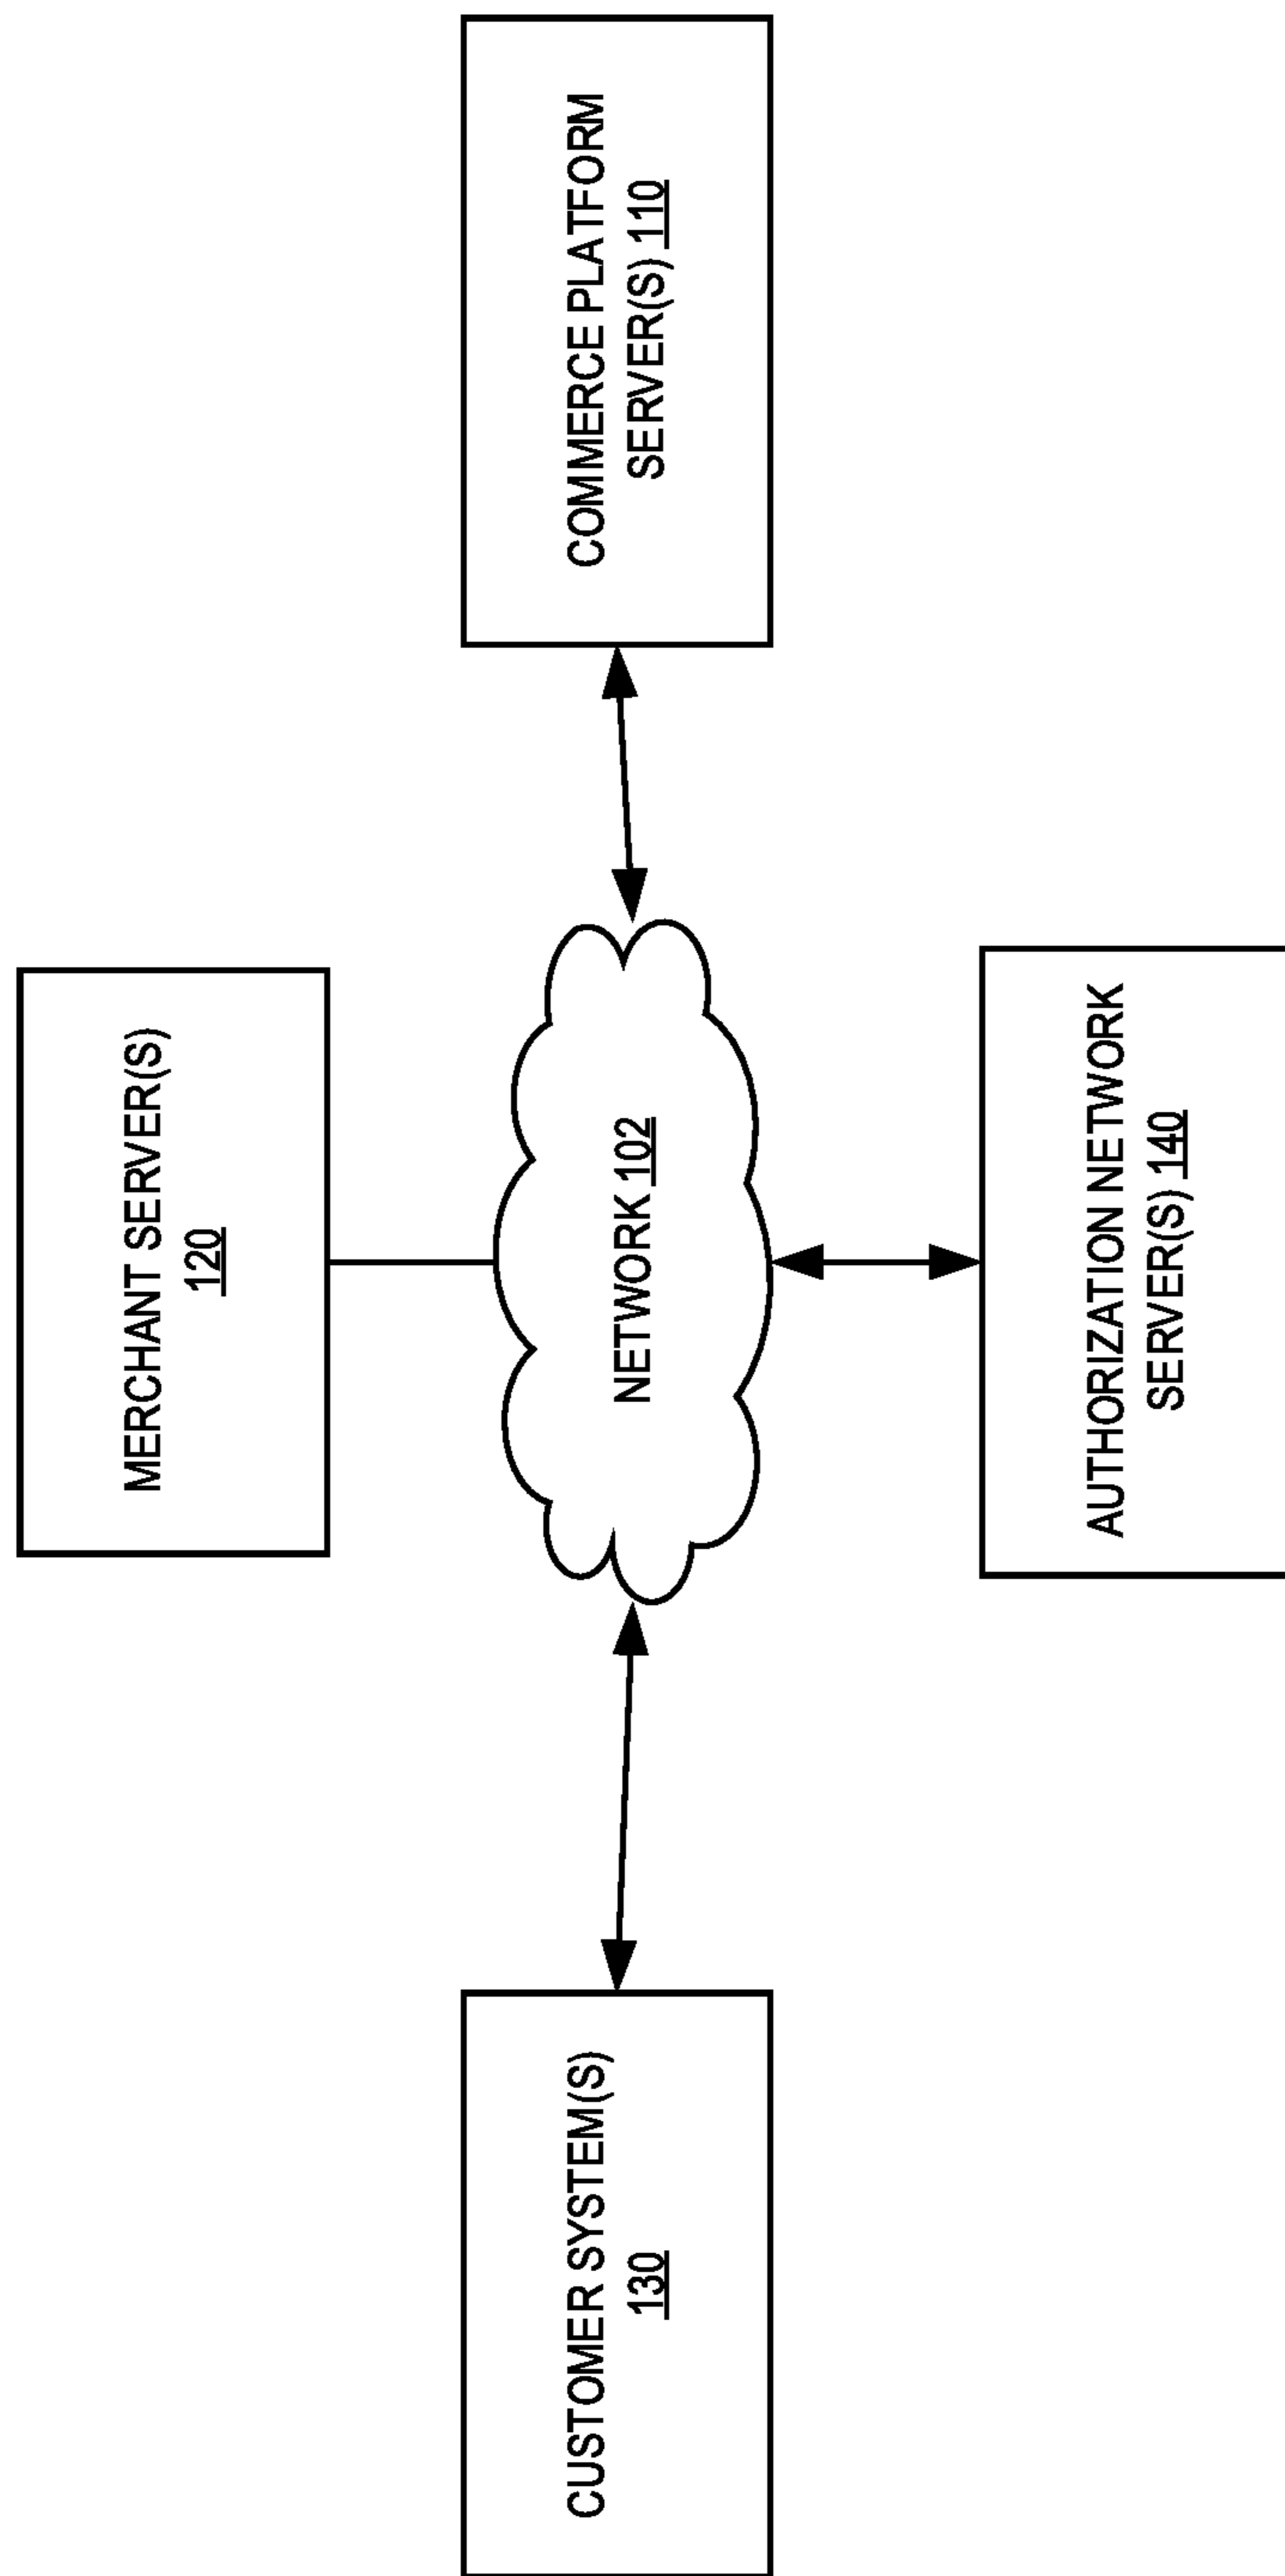 MERCHANT SERVER(S)
120
CUSTOMER SYSTEM(S)
130
NETWORK 102
COMMERCE PLATFORM
SERVER(S) 110
AUTHORIZATION NETWORK
SERVER(S) 140